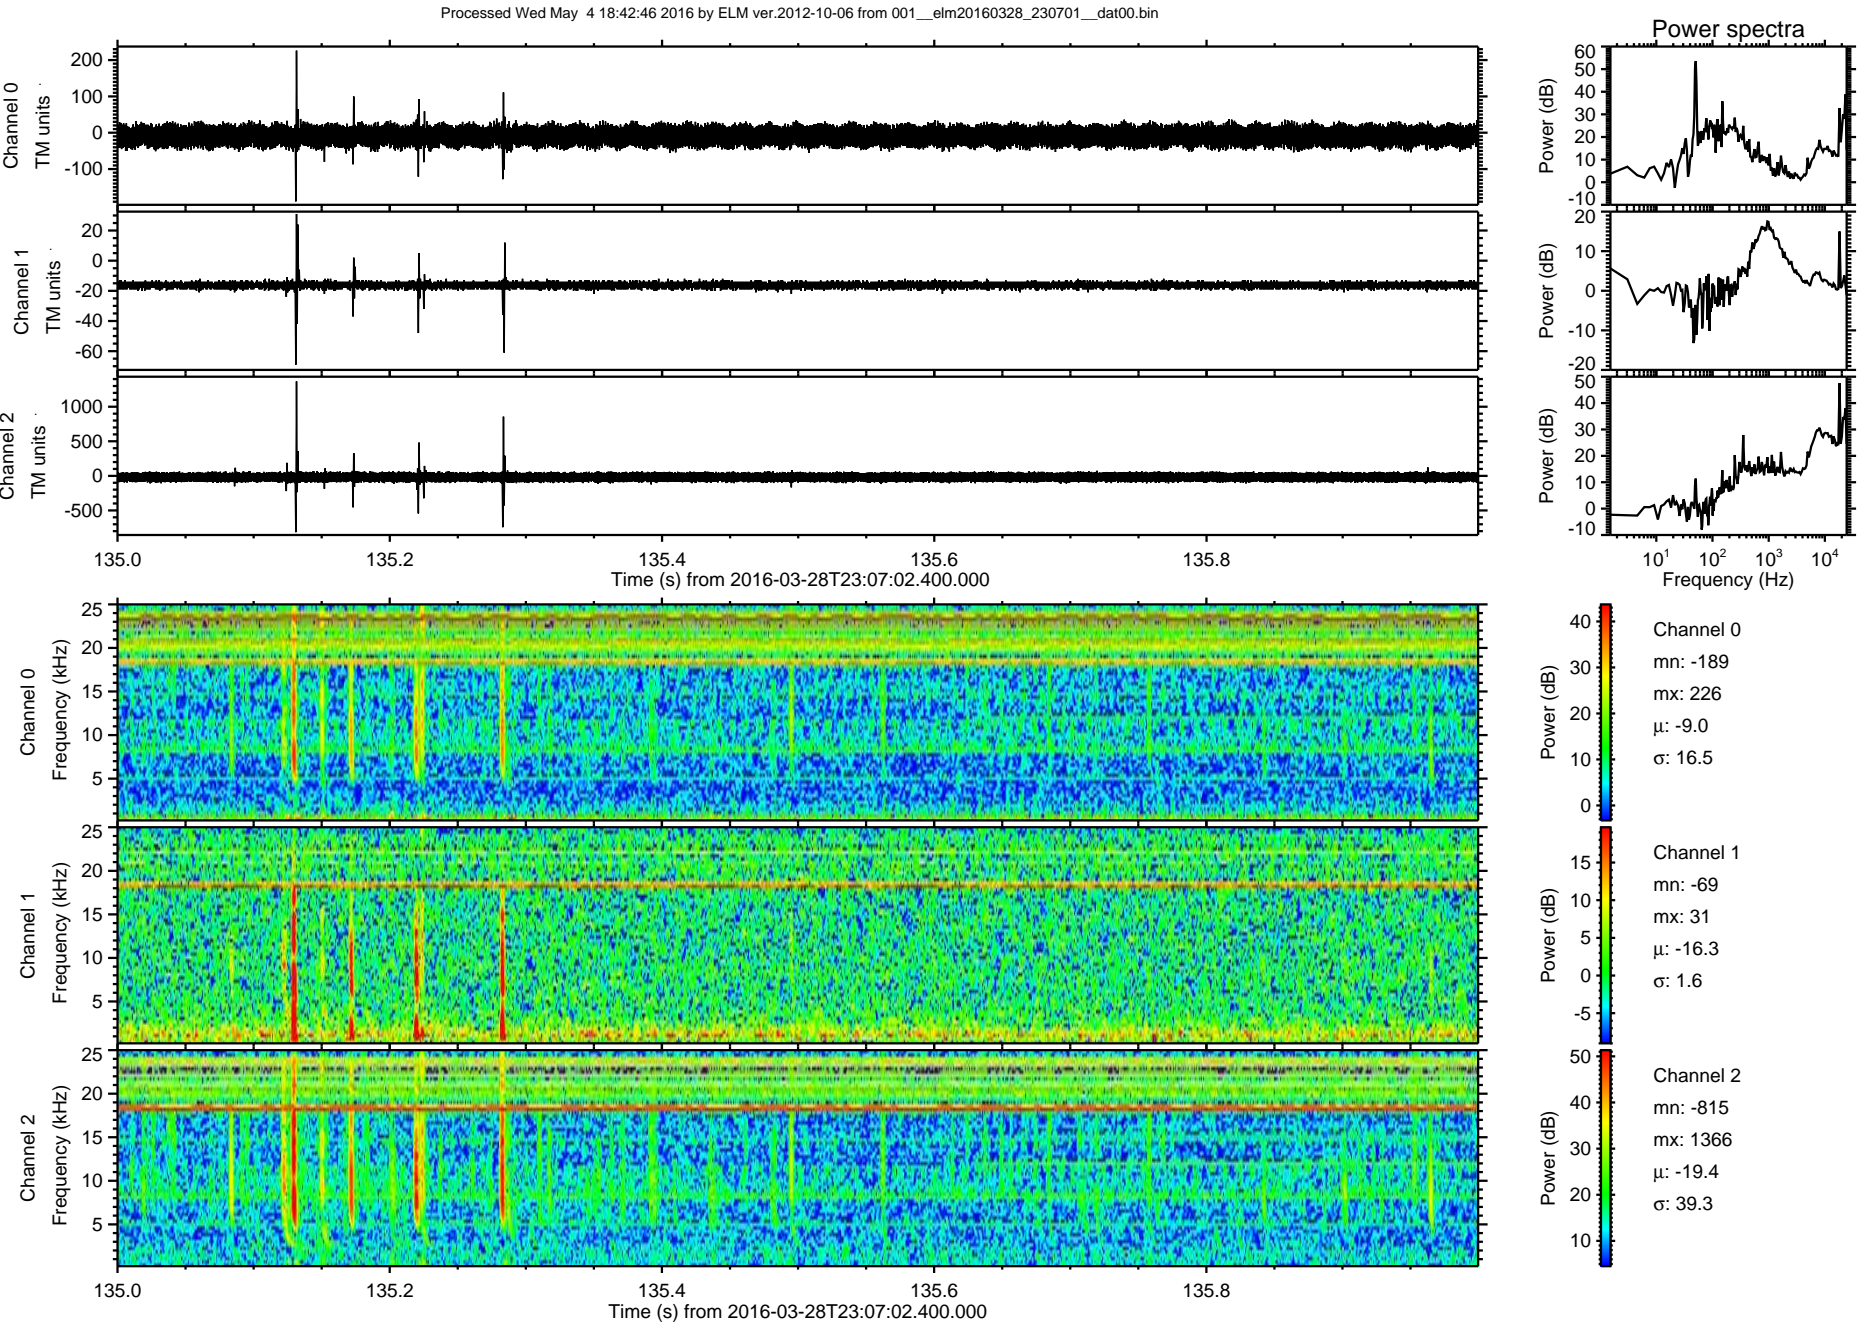 Processed Wed May 4 18:42:46 2016 by ELM ver.2012-10-06 from 001__elm20160328_230701__dat00.bin
Power spectra
Channel 0
TM units
200
100
0
-100
Power (dB)
60
50
40
30
20
10
0
-10
Channel 1
TM units
20
0
-20
-40
-60
Power (dB)
20
10
0
-10
-20
Channel 2
TM units
1000
500
0
-500
Power (dB)
50
40
30
20
10
0
-10
135.0 135.2 135.4 135.6 135.8
Time (s) from 2016-03-28T23:07:02.400.000
10¹ 10² 10³ 10⁴
Frequency (Hz)
Channel 0
Frequency (kHz)
25
20
15
10
5
Power (dB)
40
30
20
10
0
Channel 0
mn: -189
mx: 226
μ: -9.0
σ: 16.5
Channel 1
Frequency (kHz)
25
20
15
10
5
Power (dB)
15
10
5
0
-5
Channel 1
mn: -69
mx: 31
μ: -16.3
σ: 1.6
Channel 2
Frequency (kHz)
25
20
15
10
5
Power (dB)
50
40
30
20
10
Channel 2
mn: -815
mx: 1366
μ: -19.4
σ: 39.3
135.0 135.2 135.4 135.6 135.8
Time (s) from 2016-03-28T23:07:02.400.000